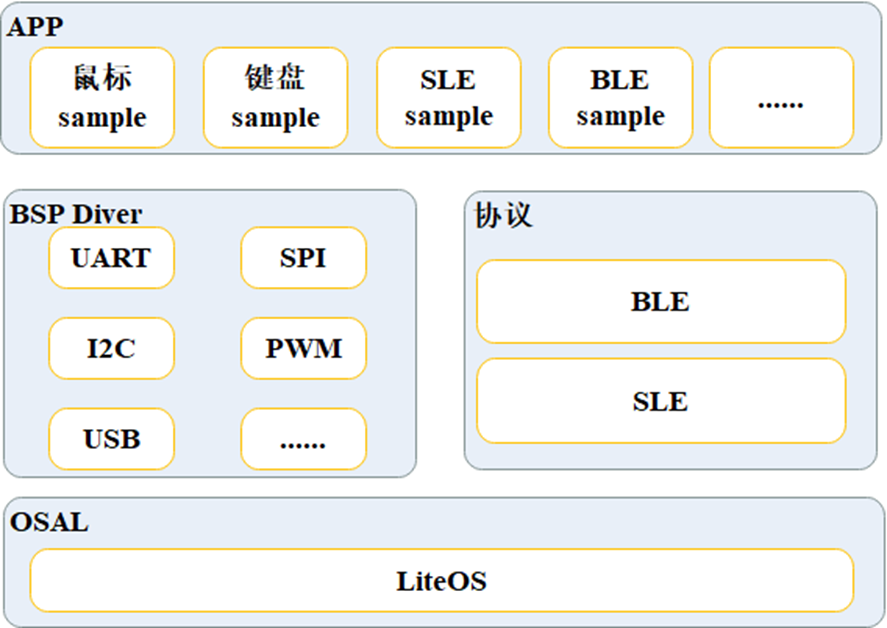 APP
鼠标
sample
键盘
sample
SLE
sample
BLE
sample
......
BSP Diver
UART
SPI
I2C
PWM
USB
......
协议
BLE
SLE
OSAL
LiteOS